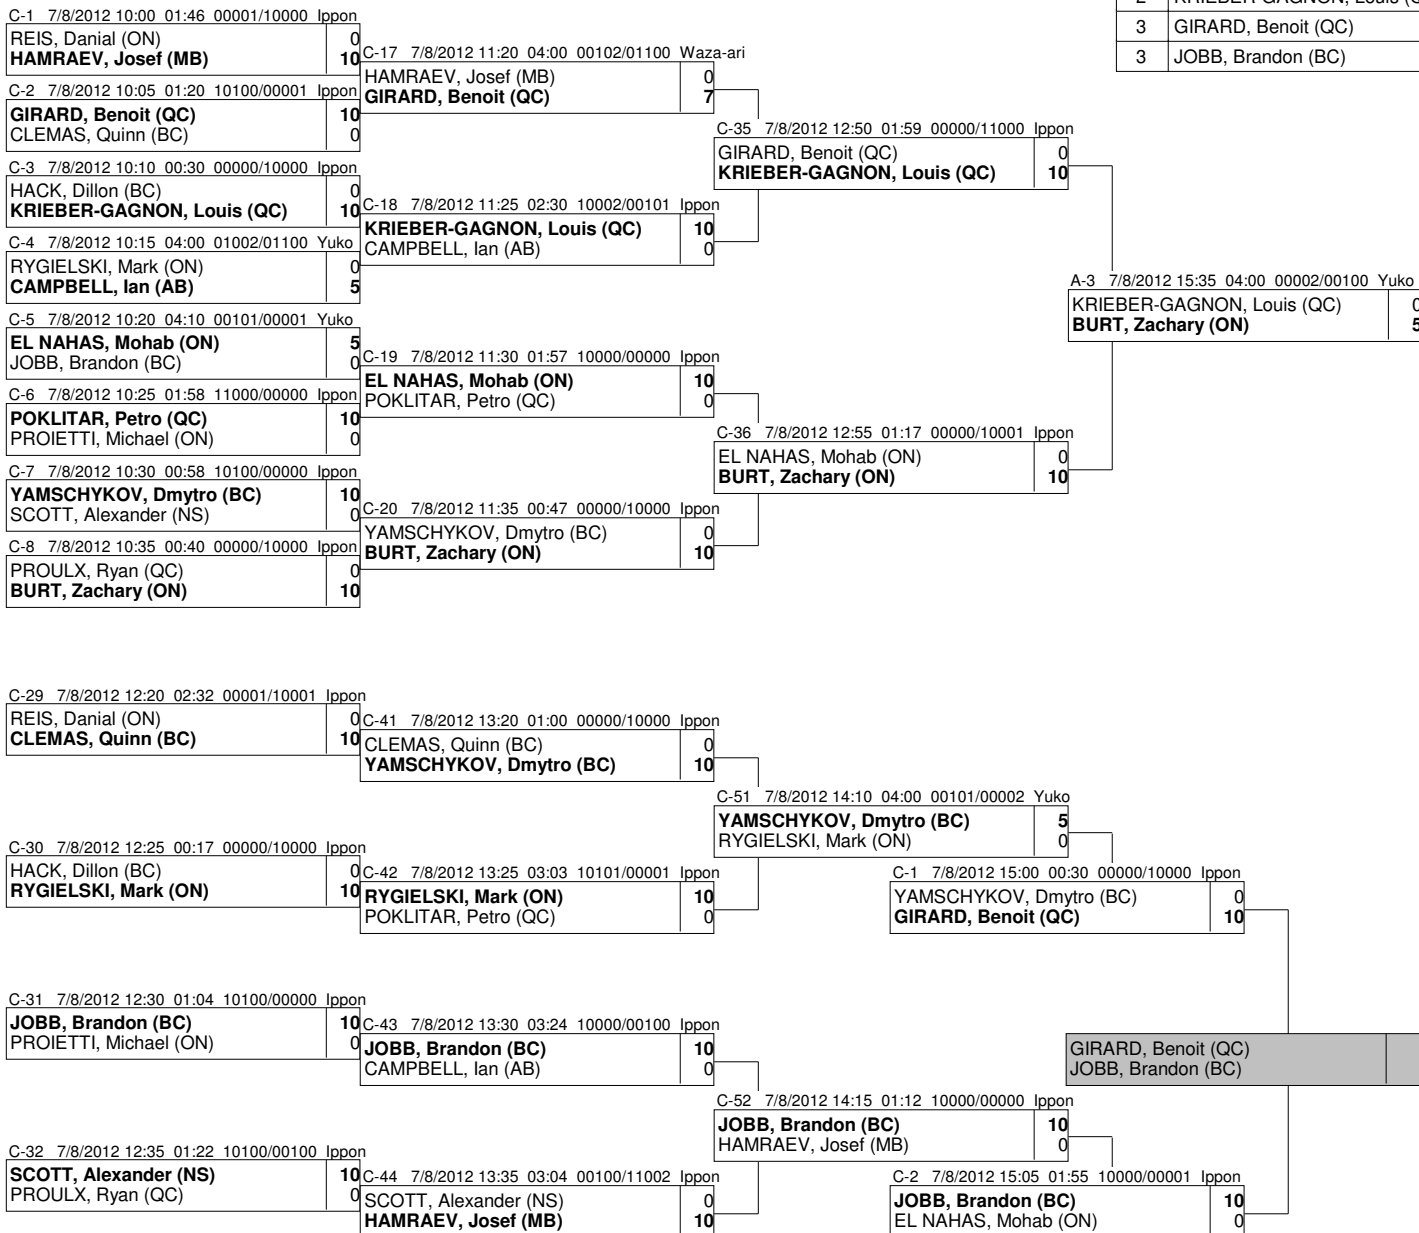 2 KRIEBER-GAGNON, Louis
3 GIRARD, Benoit (QC)
3 JOBB, Brandon (BC)
C-1 7/8/2012 10:00 01:46 00001/10000 Ippon
REIS, Danial (ON) 0
HAMRAEV, Josef (MB) 10
C-2 7/8/2012 10:05 01:20 10100/00001 Ippon
GIRARD, Benoit (QC) 10
CLEMAS, Quinn (BC) 0
C-3 7/8/2012 10:10 00:30 00000/10000 Ippon
HACK, Dillon (BC) 0
KRIEBER-GAGNON, Louis (QC) 10
C-4 7/8/2012 10:15 04:00 01002/01100 Yuko
RYGIELSKI, Mark (ON) 0
CAMPBELL, Ian (AB) 5
C-5 7/8/2012 10:20 04:10 00101/00001 Yuko
EL NAHAS, Mohab (ON) 5
JOBB, Brandon (BC) 0
C-6 7/8/2012 10:25 01:58 11000/00000 Ippon
POKLITAR, Petro (QC) 10
PROIETTI, Michael (ON) 0
C-7 7/8/2012 10:30 00:58 10100/00000 Ippon
YAMSCHYKOV, Dmytro (BC) 10
SCOTT, Alexander (NS) 0
C-8 7/8/2012 10:35 00:40 00000/10000 Ippon
PROULX, Ryan (QC) 0
BURT, Zachary (ON) 10
C-17 7/8/2012 11:20 04:00 00102/01100 Waza-ari
HAMRAEV, Josef (MB) 0
GIRARD, Benoit (QC) 7
C-18 7/8/2012 11:25 02:30 10002/00101 Ippon
KRIEBER-GAGNON, Louis (QC) 10
CAMPBELL, Ian (AB) 0
C-19 7/8/2012 11:30 01:57 10000/00000 Ippon
EL NAHAS, Mohab (ON) 10
POKLITAR, Petro (QC) 0
C-20 7/8/2012 11:35 00:47 00000/10000 Ippon
YAMSCHYKOV, Dmytro (BC) 0
BURT, Zachary (ON) 10
C-35 7/8/2012 12:50 01:59 00000/11000 Ippon
GIRARD, Benoit (QC) 0
KRIEBER-GAGNON, Louis (QC) 10
C-36 7/8/2012 12:55 01:17 00000/10001 Ippon
EL NAHAS, Mohab (ON) 0
BURT, Zachary (ON) 10
A-3 7/8/2012 15:35 04:00 00002/00100 Yuko
KRIEBER-GAGNON, Louis (QC) 0
BURT, Zachary (ON) 5
C-29 7/8/2012 12:20 02:32 00001/10001 Ippon
REIS, Danial (ON) 0
CLEMAS, Quinn (BC) 10
C-30 7/8/2012 12:25 00:17 00000/10000 Ippon
HACK, Dillon (BC) 0
RYGIELSKI, Mark (ON) 10
C-31 7/8/2012 12:30 01:04 10100/00000 Ippon
JOBB, Brandon (BC) 10
PROIETTI, Michael (ON) 0
C-32 7/8/2012 12:35 01:22 10100/00100 Ippon
SCOTT, Alexander (NS) 10
PROULX, Ryan (QC) 0
C-41 7/8/2012 13:20 01:00 00000/10000 Ippon
CLEMAS, Quinn (BC) 0
YAMSCHYKOV, Dmytro (BC) 10
C-42 7/8/2012 13:25 03:03 10101/00001 Ippon
RYGIELSKI, Mark (ON) 10
POKLITAR, Petro (QC) 0
C-43 7/8/2012 13:30 03:24 10000/00100 Ippon
JOBB, Brandon (BC) 10
CAMPBELL, Ian (AB) 0
C-44 7/8/2012 13:35 03:04 00100/11002 Ippon
SCOTT, Alexander (NS) 0
HAMRAEV, Josef (MB) 10
C-51 7/8/2012 14:10 04:00 00101/00002 Yuko
YAMSCHYKOV, Dmytro (BC) 5
RYGIELSKI, Mark (ON) 0
C-52 7/8/2012 14:15 01:12 10000/00000 Ippon
JOBB, Brandon (BC) 10
HAMRAEV, Josef (MB) 0
C-1 7/8/2012 15:00 00:30 00000/10000 Ippon
YAMSCHYKOV, Dmytro (BC) 0
GIRARD, Benoit (QC) 10
C-2 7/8/2012 15:05 01:55 10000/00001 Ippon
JOBB, Brandon (BC) 10
EL NAHAS, Mohab (ON) 0
GIRARD, Benoit (QC)
JOBB, Brandon (BC)